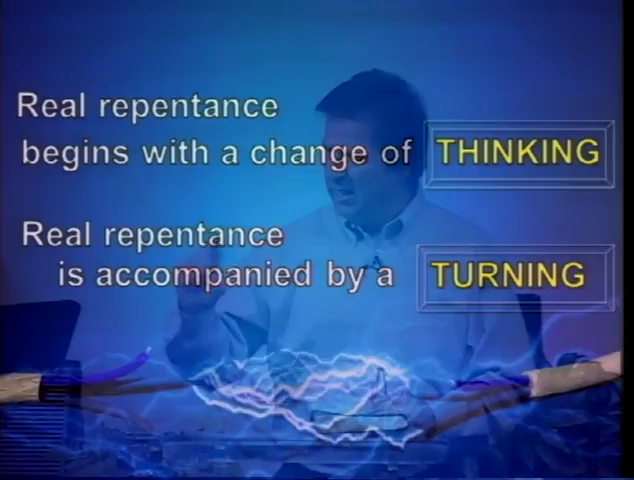 Real repentance
begins with a change of THINKING
Real repentance
is accompanied by a TURNING